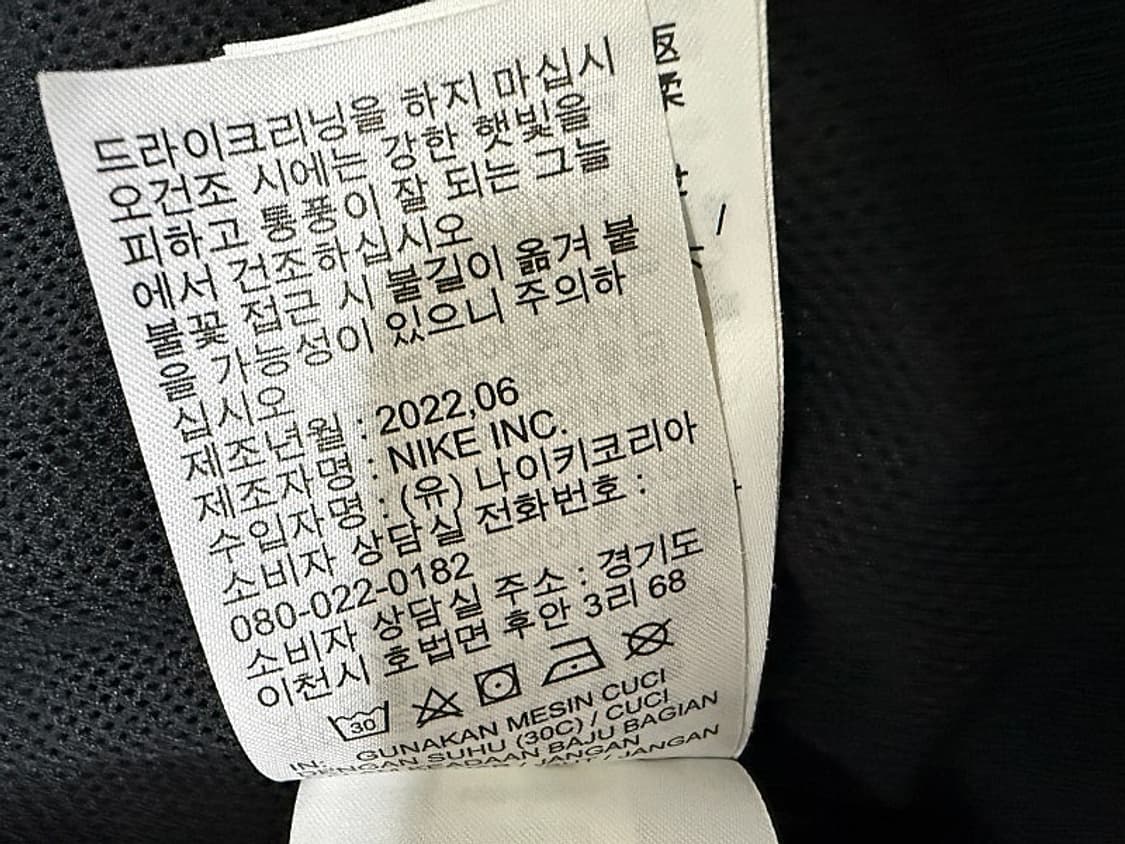 드라이크리닝을 하지 마십시
오건조 시에는 강한 햇빛을
피하고 통풍이 잘 되는 그늘
에서 건조하십시오
불꽃 접근 시 불길이 옮겨 붙
을 가능성이 있으니 주의하
십시오
제조년월 : 2022,06
제조자명 : NIKE INC.
수입자명 : (유) 나이키코리아
소비자 상담실 전화번호 :
080-022-0182
소비자 상담실 주소 : 경기도
이천시 호법면 후안 3리 68
30
IN: GUNAKAN MESIN CUCI
DENGAN SUHU (30C) / CUCI
DENGAN KEADAAN BAJU BAGIAN
/ JANGAN
/ JANGAN